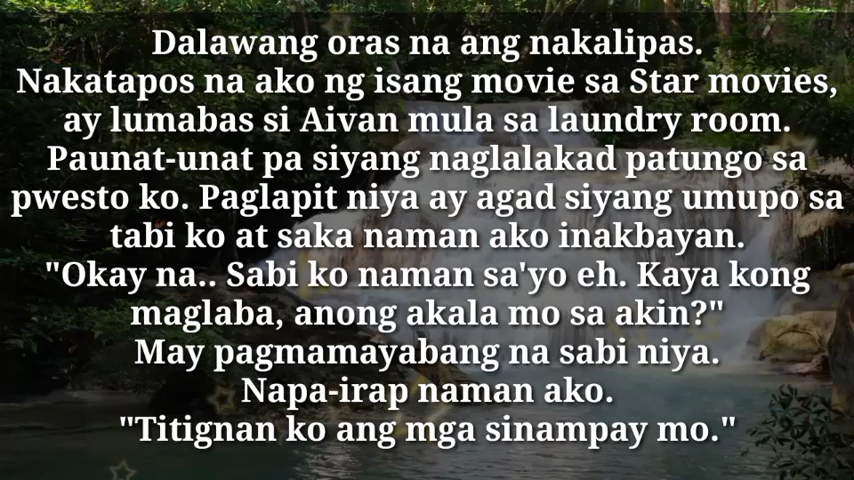 Dalawang oras na ang nakalipas.
Nakatapos na ako ng isang movie sa Star movies,
ay lumabas si Aivan mula sa laundry room.
Paunat-unat pa siyang naglalakad patungo sa
pwesto ko. Paglapit niya ay agad siyang umupo sa
tabi ko at saka naman ako inakbayan.
"Okay na.. Sabi ko naman sa'yo eh. Kaya kong
maglaba, anong akala mo sa akin?"
May pagmamayabang na sabi niya.
Napa-irap naman ako.
"Titignan ko ang mga sinampay mo."